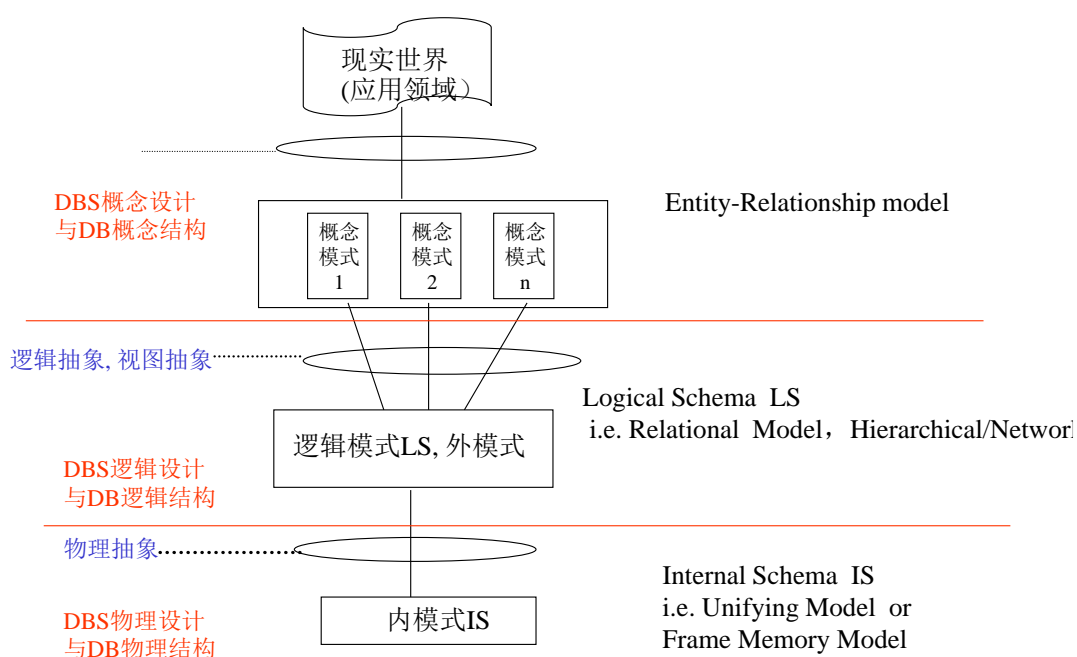 现实世界
(应用领域）
DBS概念设计
与DB概念结构
Entity-Relationship model
概念
模式
1
概念
模式
2
概念
模式
n
逻辑抽象, 视图抽象
Logical Schema LS
i.e. Relational Model，Hierarchical/Network
逻辑模式LS, 外模式
DBS逻辑设计
与DB逻辑结构
物理抽象
Internal Schema IS
i.e. Unifying Model or
Frame Memory Model
内模式IS
DBS物理设计
与DB物理结构